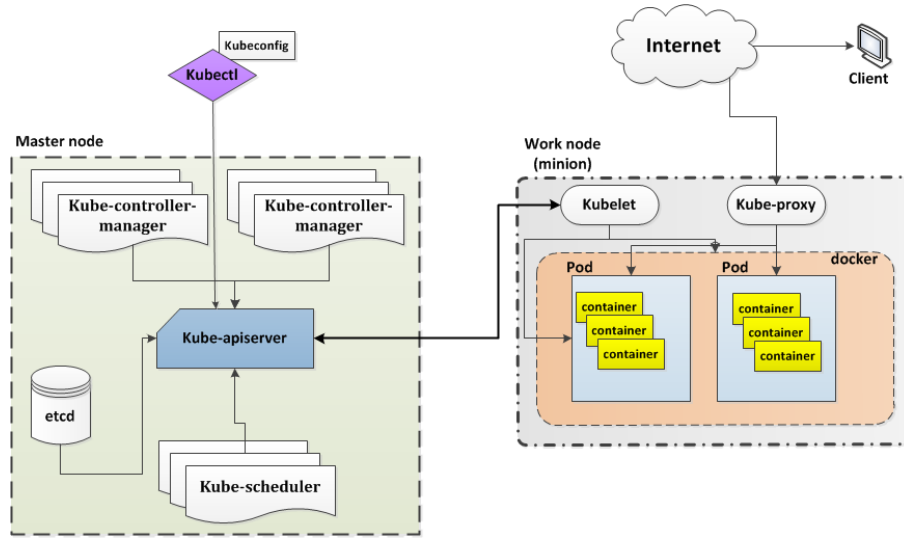 Kubeconfig
Kubectl
Internet
Client
Master node
Kube-controller-
manager
Kube-controller-
manager
Kube-apiserver
etcd
Kube-scheduler
Work node
(minion)
Kubelet
Kube-proxy
docker
Pod
Pod
container
container
container
container
container
container